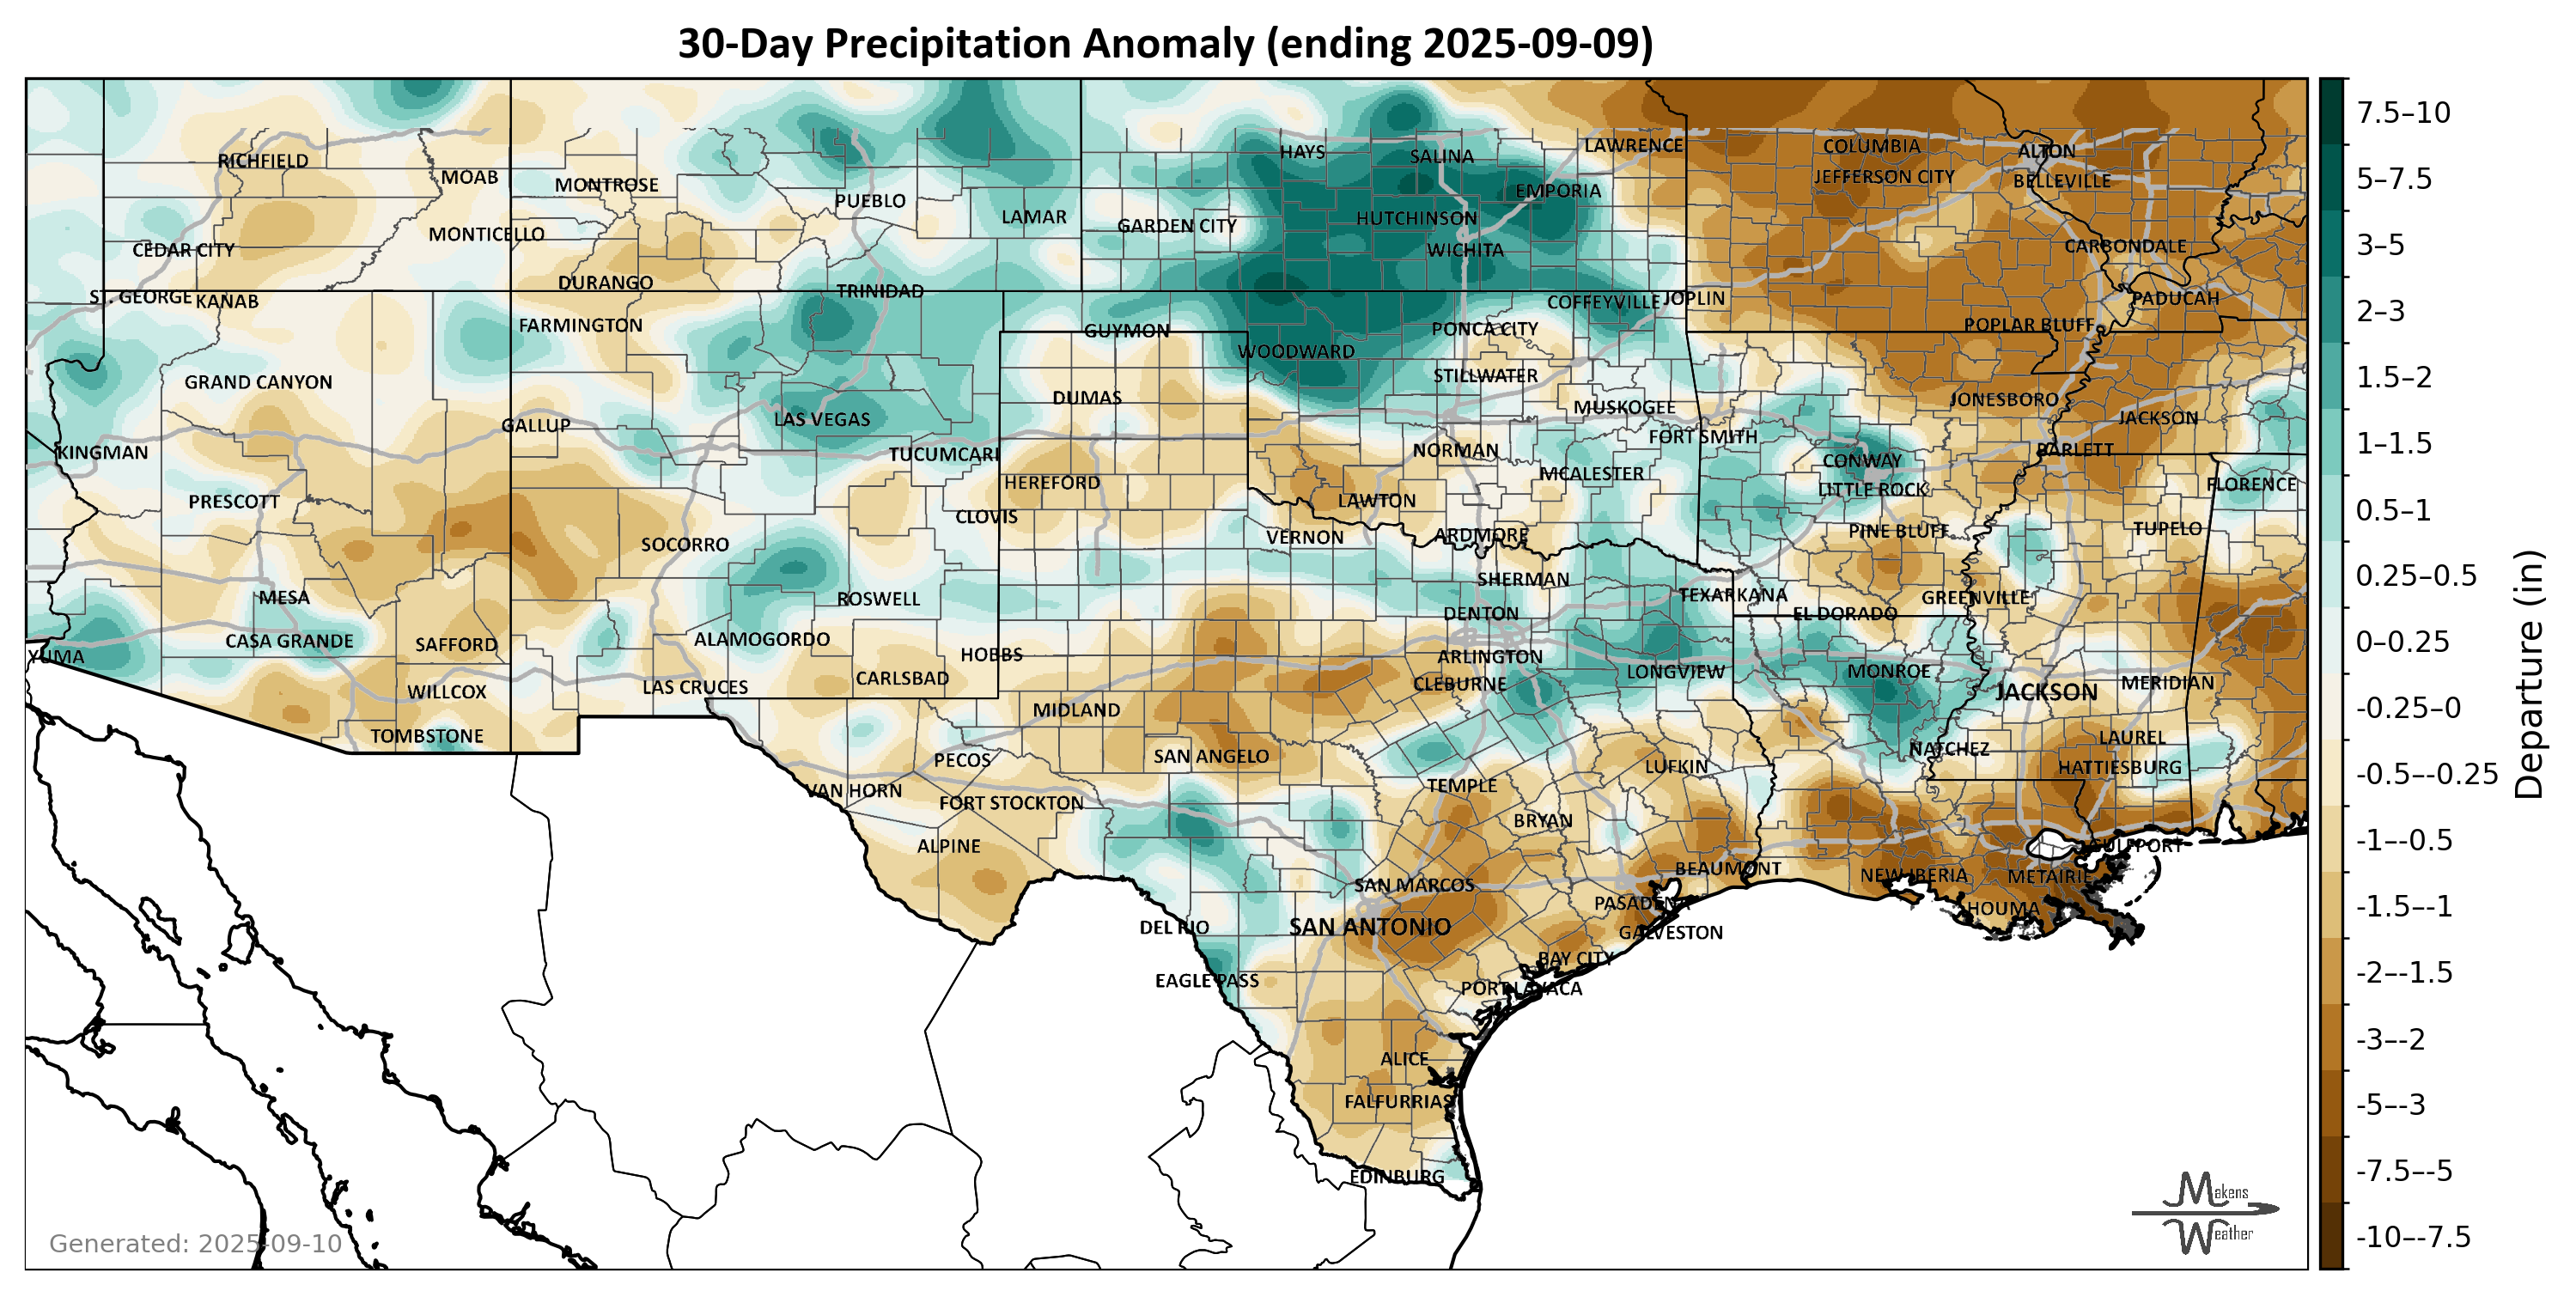 30-Day Precipitation Anomaly (ending 2025-09-09)
RICHFIELD
MOAB
MONTROSE
PUEBLO
LAMAR
GARDEN CITY
HAYS
SALINA
LAWRENCE
EMPORIA
HUTCHINSON
WICHITA
COLUMBIA
JEFFERSON CITY
ALTON
BELLEVILLE
CARBONDALE
CEDAR CITY
MONTICELLO
DURANGO
TRINIDAD
ST. GEORGE
KANAB
FARMINGTON
GUYMON
WOODWARD
PONCA CITY
COFFEYVILLE
JOPLIN
POPLAR BLUFF
PADUCAH
GRAND CANYON
DUMAS
STILLWATER
MUSKOGEE
JONESBORO
JACKSON
GALLUP
LAS VEGAS
KINGMAN
TUCUMCARI
NORMAN
FORT SMITH
BARLETT
CONWAY
MCALESTER
LITTLE ROCK
FLORENCE
HEREFORD
PRESCOTT
LAWTON
CLOVIS
VERNON
ARDMORE
PINE BLUFF
TUPELO
SOCORRO
SHERMAN
MESA
ROSWELL
DENTON
TEXARKANA
EL DORADO
GREENVILLE
CASA GRANDE
SAFFORD
ALAMOGORDO
YUMA
HOBBS
ARLINGTON
CLEBURNE
LONGVIEW
MONROE
JACKSON
MERIDIAN
WILLCOX
LAS CRUCES
CARLSBAD
MIDLAND
TOMBSTONE
PECOS
SAN ANGELO
LUFKIN
NATCHEZ
LAUREL
HATTIESBURG
VAN HORN
FORT STOCKTON
TEMPLE
BRYAN
ALPINE
GULFPORT
SAN MARCOS
BEAUMONT
NEW IBERIA
METAIRIE
HOUMA
DEL RIO
SAN ANTONIO
PASADENA
GALVESTON
EAGLE PASS
BAY CITY
PORT LAVACA
ALICE
FALFURRIAS
EDINBURG
7.5–10
5–7.5
3–5
2–3
1.5–2
1–1.5
0.5–1
0.25–0.5
0–0.25
-0.25–0
-0.5–-0.25
-1–-0.5
-1.5–-1
-2–-1.5
-3–-2
-5–-3
-7.5–-5
-10–-7.5
Departure (in)
Makens
Weather
Generated: 2025-09-10